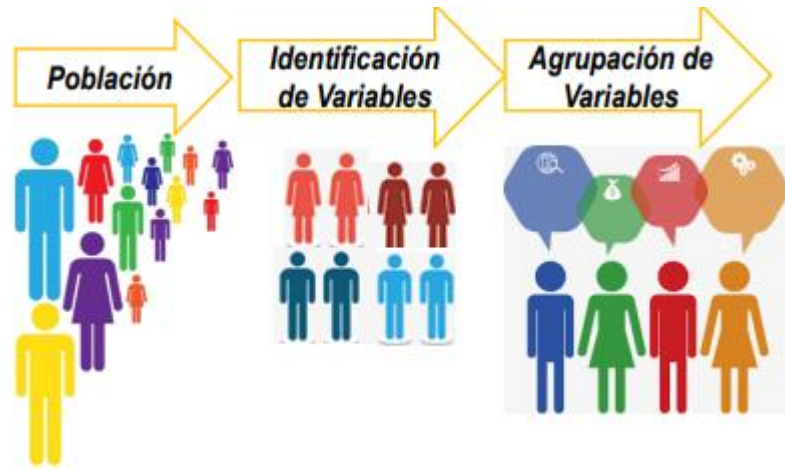 Población
Identificación
de Variables
Agrupación de
Variables